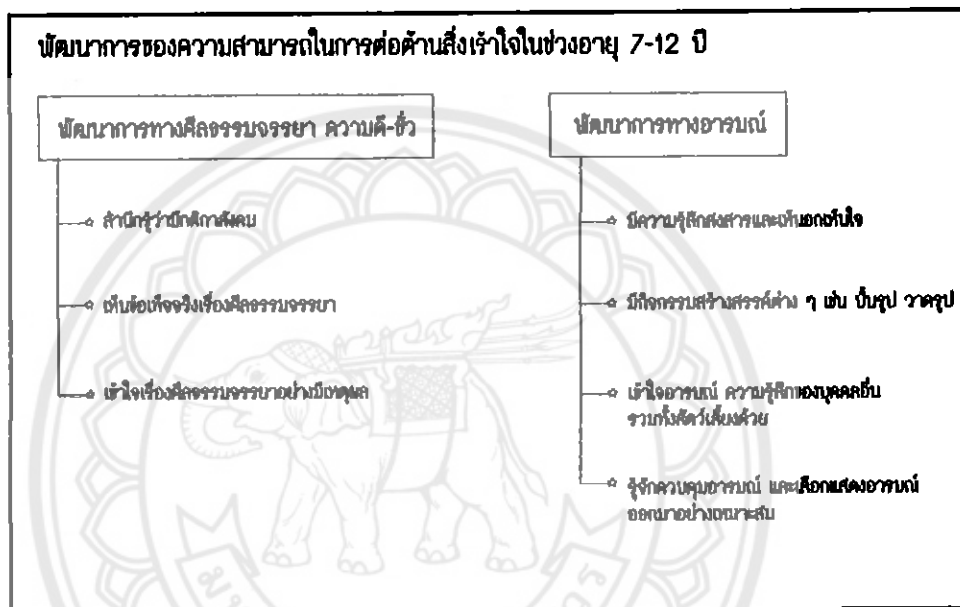 พัฒนาการของความสามารถในการต่อต้านสิ่งเร้าใจในช่วงอายุ 7-12 ปี
พัฒนาการทางศีลธรรมจรรยา ความดี-ชั่ว
สำนึกรู้ว่ามีกติกาสังคม
เห็นข้อเท็จจริงเรื่องศีลธรรมจรรยา
เข้าใจเรื่องศีลธรรมจรรยาอย่างมีเหตุผล
พัฒนาการทางอารมณ์
มีความรู้สึกสงสารและเห็นอกเห็นใจ
มีกิจกรรมสร้างสรรค์ต่าง ๆ เช่น ปั้นรูป วาดรูป
เข้าใจอารมณ์ ความรู้สึกของบุคคลอื่น
รวมทั้งสัตว์เลี้ยงด้วย
รู้จักควบคุมอารมณ์ และเลือกแสดงอารมณ์
ออกมาอย่างเหมาะสม